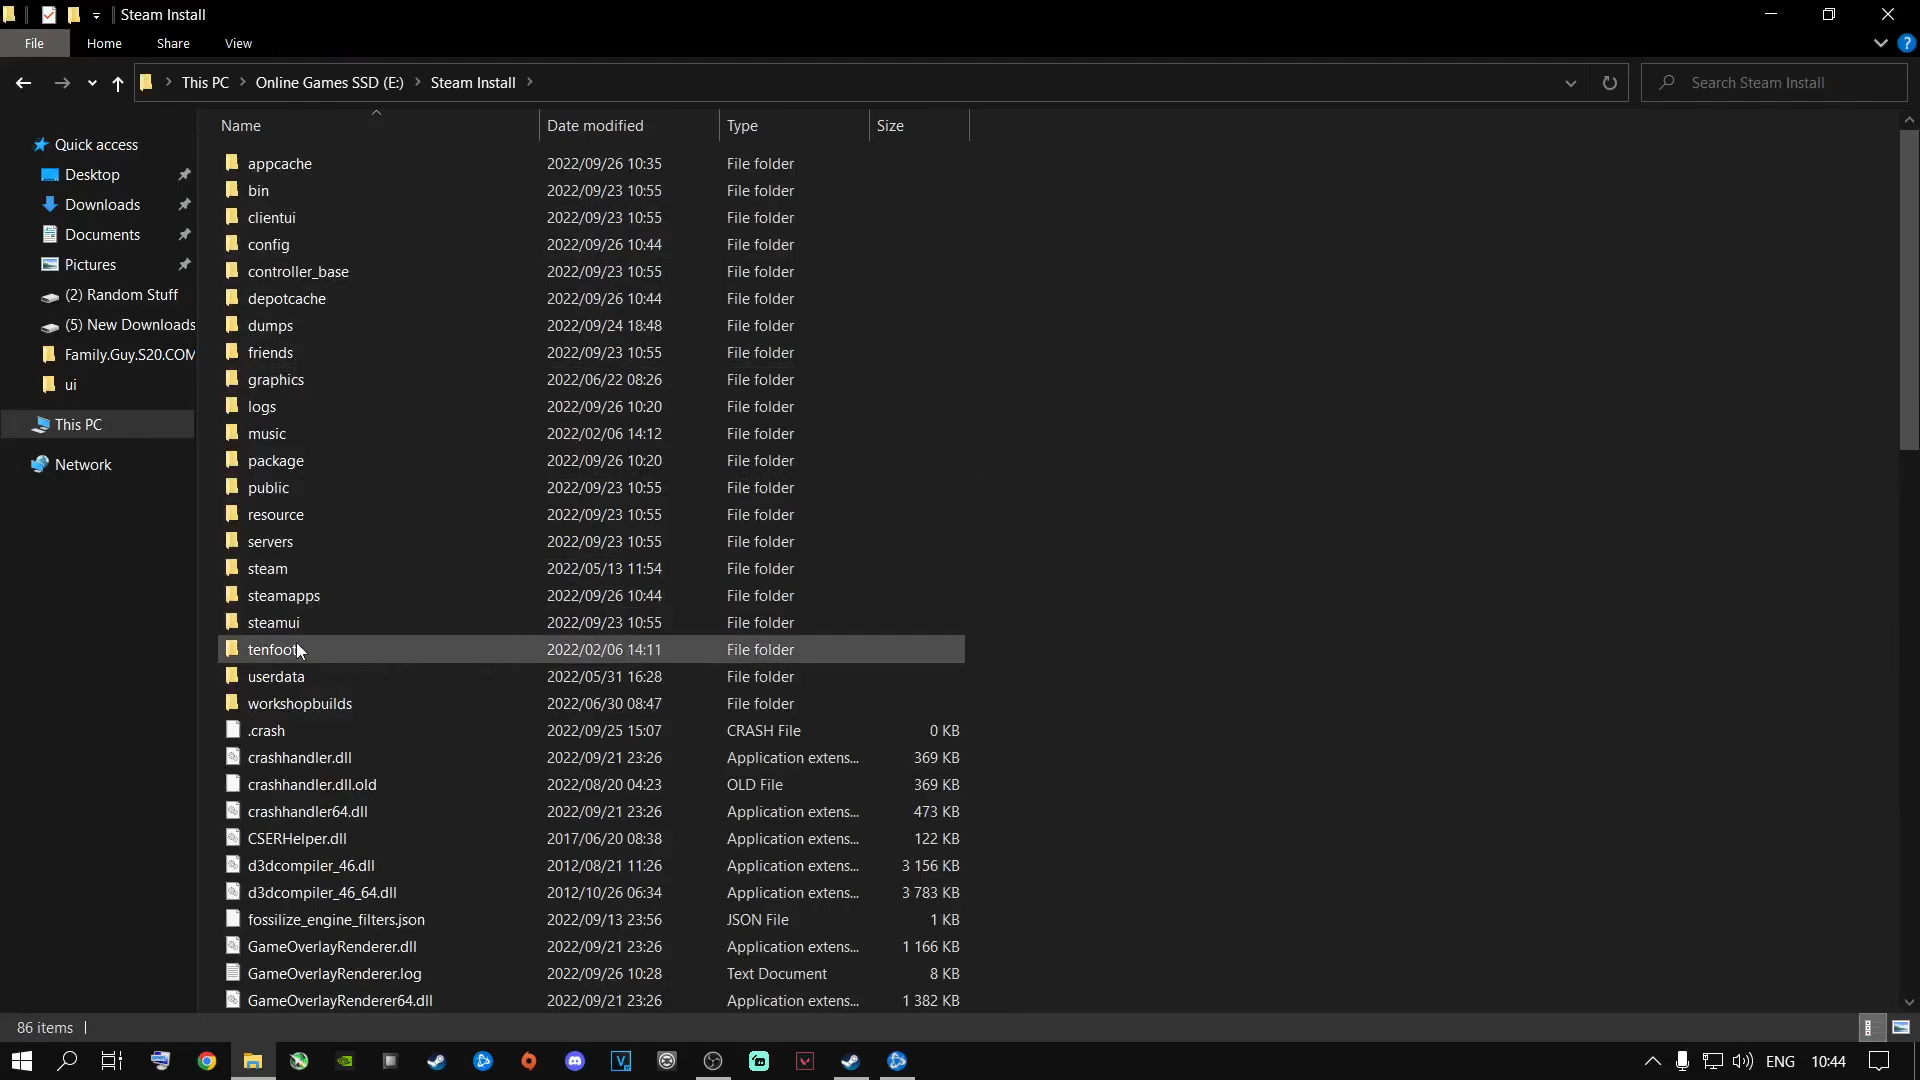 Steam Install
File Home Share View
This PC Online Games SSD (E:) Steam Install Search Steam Install
Name Date modified Type Size
Quick access
Desktop
Downloads
Documents
Pictures
(2) Random Stuff
(5) New Downloads
Family.Guy.S20.COM
ui
This PC
Network
appcache 2022/09/26 10:35 File folder
bin 2022/09/23 10:55 File folder
clientui 2022/09/23 10:55 File folder
config 2022/09/26 10:44 File folder
controller_base 2022/09/23 10:55 File folder
depotcache 2022/09/26 10:44 File folder
dumps 2022/09/24 18:48 File folder
friends 2022/09/23 10:55 File folder
graphics 2022/06/22 08:26 File folder
logs 2022/09/26 10:20 File folder
music 2022/02/06 14:12 File folder
package 2022/09/26 10:20 File folder
public 2022/09/23 10:55 File folder
resource 2022/09/23 10:55 File folder
servers 2022/09/23 10:55 File folder
steam 2022/05/13 11:54 File folder
steamapps 2022/09/26 10:44 File folder
steamui 2022/09/23 10:55 File folder
tenfoot 2022/02/06 14:11 File folder
userdata 2022/05/31 16:28 File folder
workshopbuilds 2022/06/30 08:47 File folder
.crash 2022/09/25 15:07 CRASH File 0 KB
crashhandler.dll 2022/09/21 23:26 Application extens... 369 KB
crashhandler.dll.old 2022/08/20 04:23 OLD File 369 KB
crashhandler64.dll 2022/09/21 23:26 Application extens... 473 KB
CSERHelper.dll 2017/06/20 08:38 Application extens... 122 KB
d3dcompiler_46.dll 2012/08/21 11:26 Application extens... 3 156 KB
d3dcompiler_46_64.dll 2012/10/26 06:34 Application extens... 3 783 KB
fossilize_engine_filters.json 2022/09/13 23:56 JSON File 1 KB
GameOverlayRenderer.dll 2022/09/21 23:26 Application extens... 1 166 KB
GameOverlayRenderer.log 2022/09/26 10:28 Text Document 8 KB
GameOverlayRenderer64.dll 2022/09/21 23:26 Application extens... 1 382 KB
86 items
ENG 10:44